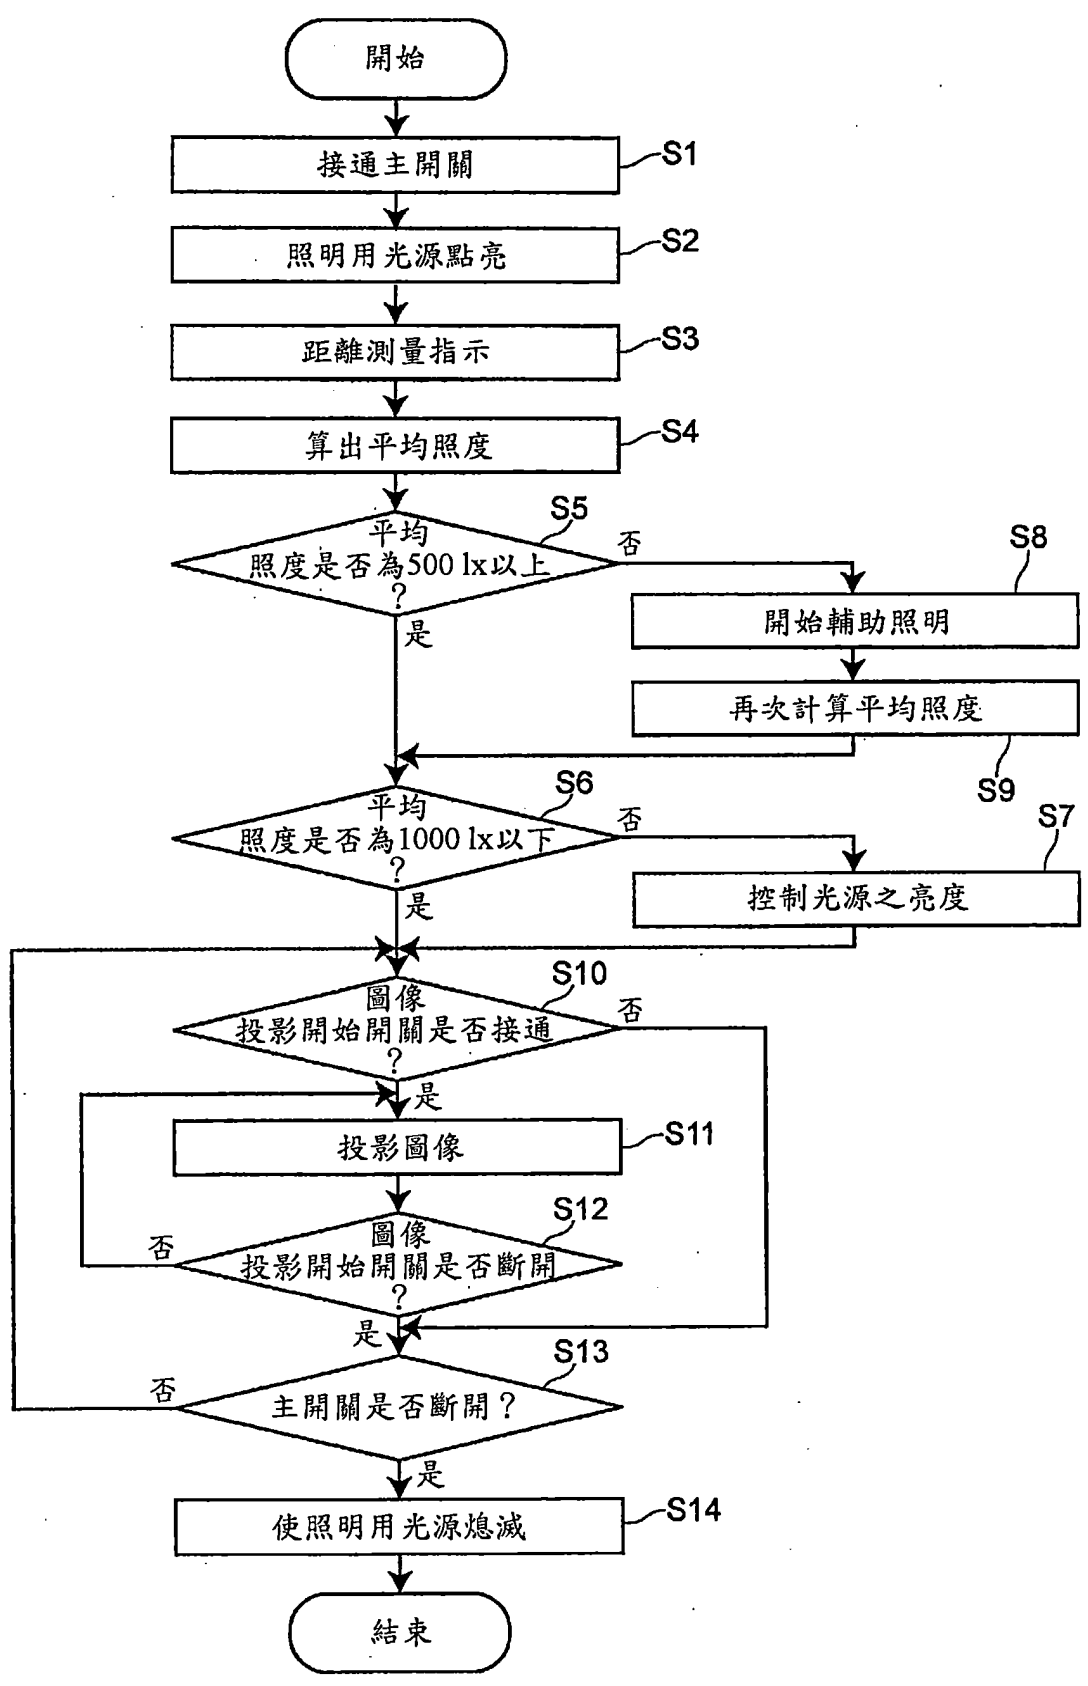 開始
接通主開關
S1
照明用光源點亮
S2
距離測量指示
S3
算出平均照度
S4
S5
平均
照度是否為500 lx以上
?
否
是
S8
開始輔助照明
再次計算平均照度
S9
S6
平均
照度是否為1000 lx以下
?
否
是
S7
控制光源之亮度
S10
圖像
投影開始開關是否接通
?
否
是
投影圖像
S11
S12
圖像
投影開始開關是否斷開
?
否
是
S13
主開關是否斷開?
否
是
使照明用光源熄滅
S14
結束